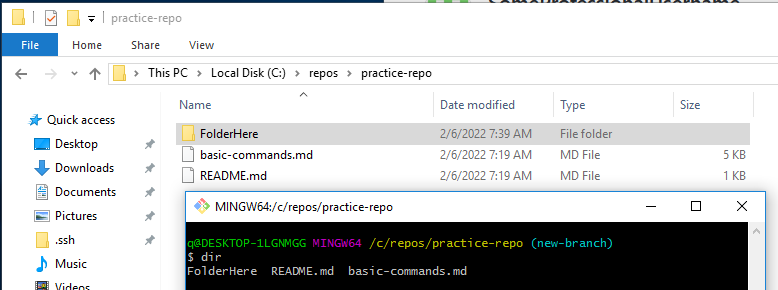 SomeProfessionalUsername
practice-repo
File Home Share View
This PC Local Disk (C:) repos practice-repo
Name Date modified Type Size
Quick access
FolderHere 2/6/2022 7:39 AM File folder
Desktop
basic-commands.md 2/6/2022 7:19 AM MD File 5 KB
Downloads
README.md 2/6/2022 7:19 AM MD File 1 KB
Documents
Pictures
.ssh
Music
Videos
MINGW64:/c/repos/practice-repo
q@DESKTOP-1LGNMGG MINGW64 /c/repos/practice-repo (new-branch)
$ dir
FolderHere README.md basic-commands.md